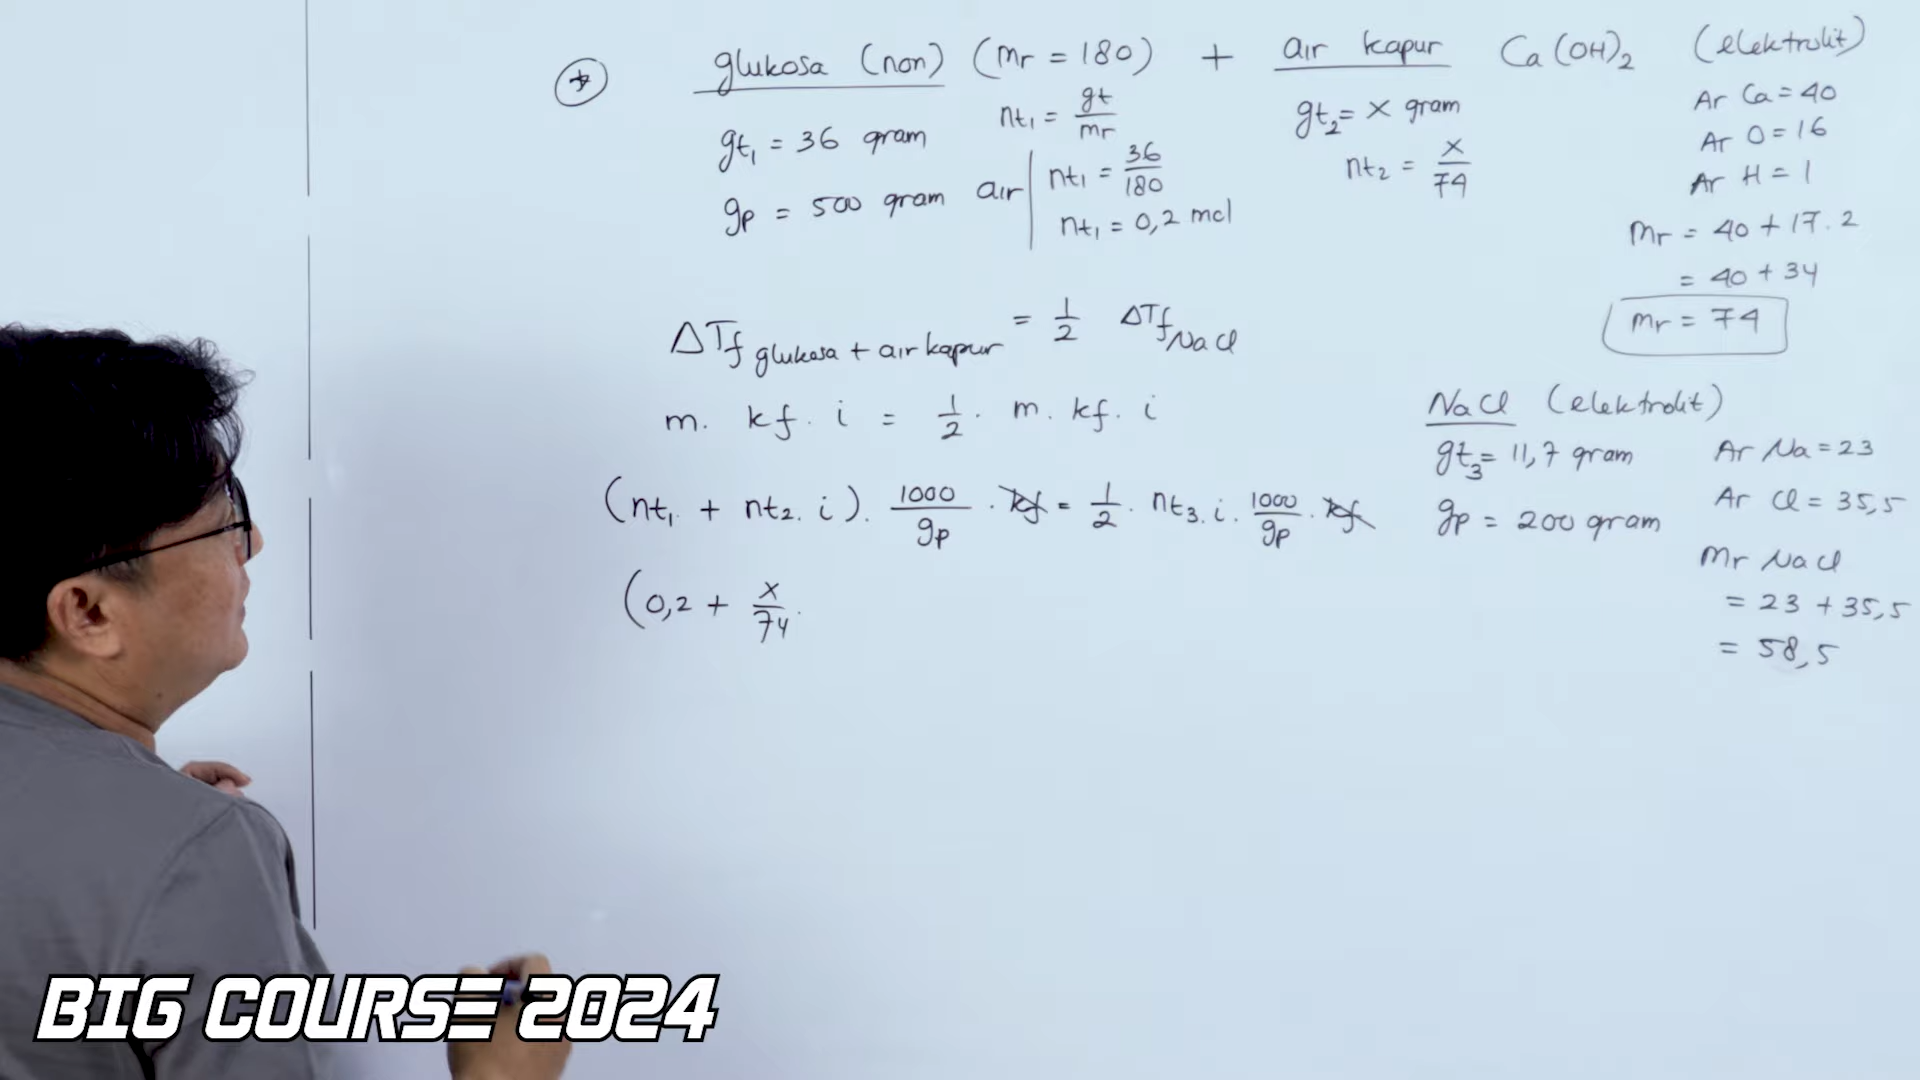 * glukosa (non) (Mr = 180) + air kapur Ca(OH)₂ (elektrolit)
gt₁ = 36 gram
gp = 500 gram air
nt₁ = gt/mr
nt₁ = 36/180
nt₁ = 0,2 mol
gt₂ = x gram
nt₂ = x/74
Ar Ca = 40
Ar O = 16
Ar H = 1
Mr = 40 + 17.2
= 40 + 34
Mr = 74
ΔTf glukosa + air kapur = 1/2 ΔTf NaCl
m. kf. i = 1/2. m. kf. i
(nt₁ + nt₂. i). 1000/gp . kf = 1/2. nt₃. i. 1000/gp . kf
(0,2 + x/74.
NaCl (elektrolit)
gt₃ = 11,7 gram
gp = 200 gram
Ar Na = 23
Ar Cl = 35,5
Mr NaCl
= 23 + 35,5
= 58,5
BIG COURSE 2024